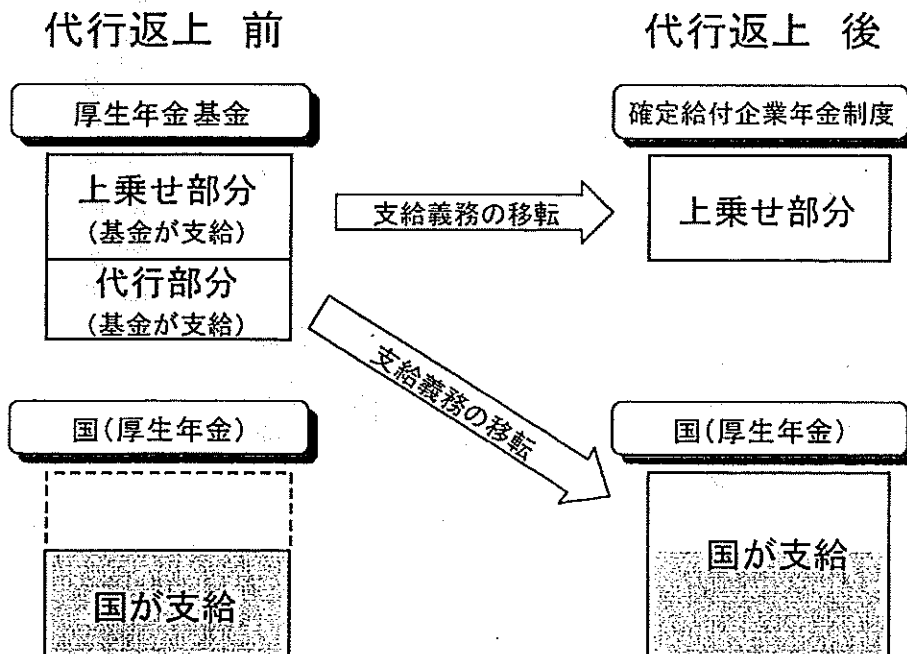 代行返上 前
代行返上 後
厚生年金基金
確定給付企業年金制度
上乗せ部分
(基金が支給)
支給義務の移転
上乗せ部分
代行部分
(基金が支給)
支給義務の移転
国(厚生年金)
国(厚生年金)
国が支給
国が支給